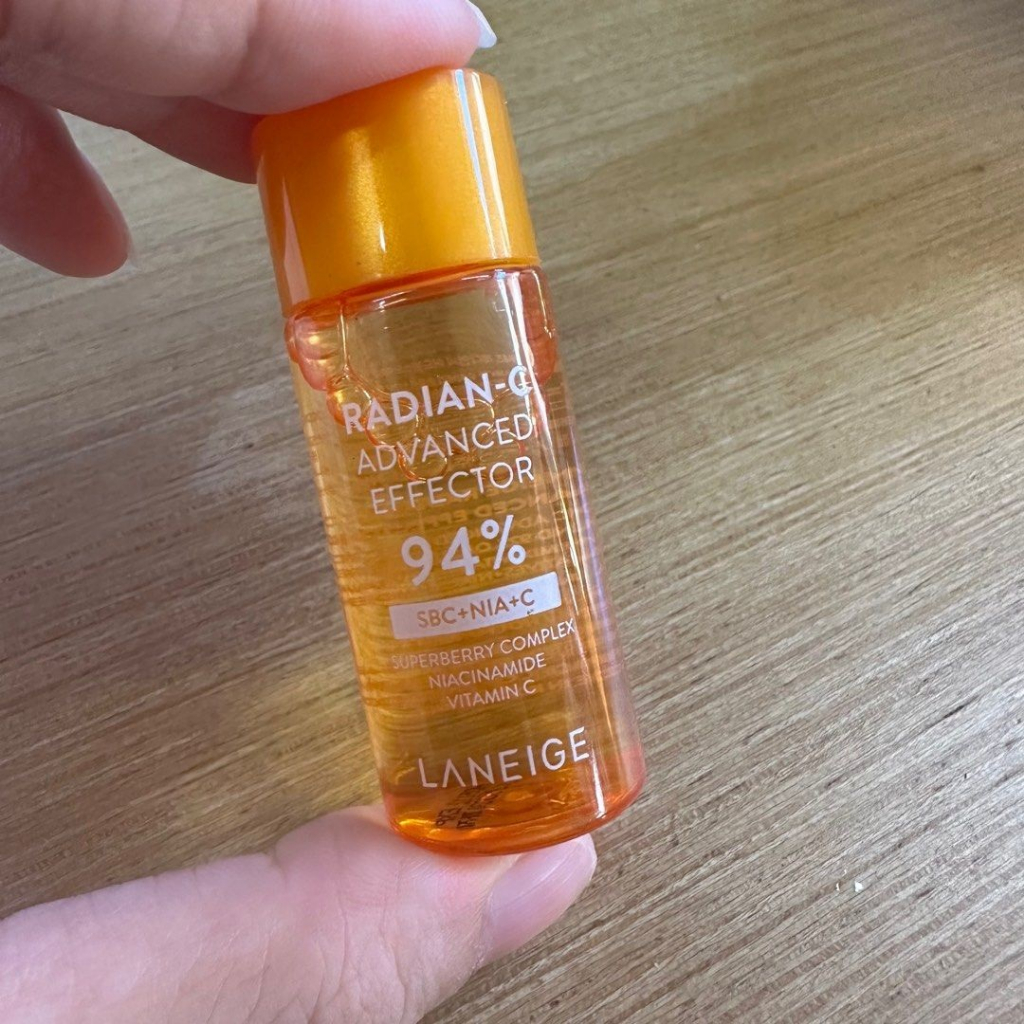 RADIAN-C
ADVANCED
EFFECTOR
94%
SBC+NIA+C
SUPERBERRY COMPLEX
NIACINAMIDE
VITAMIN C
LANEIGE